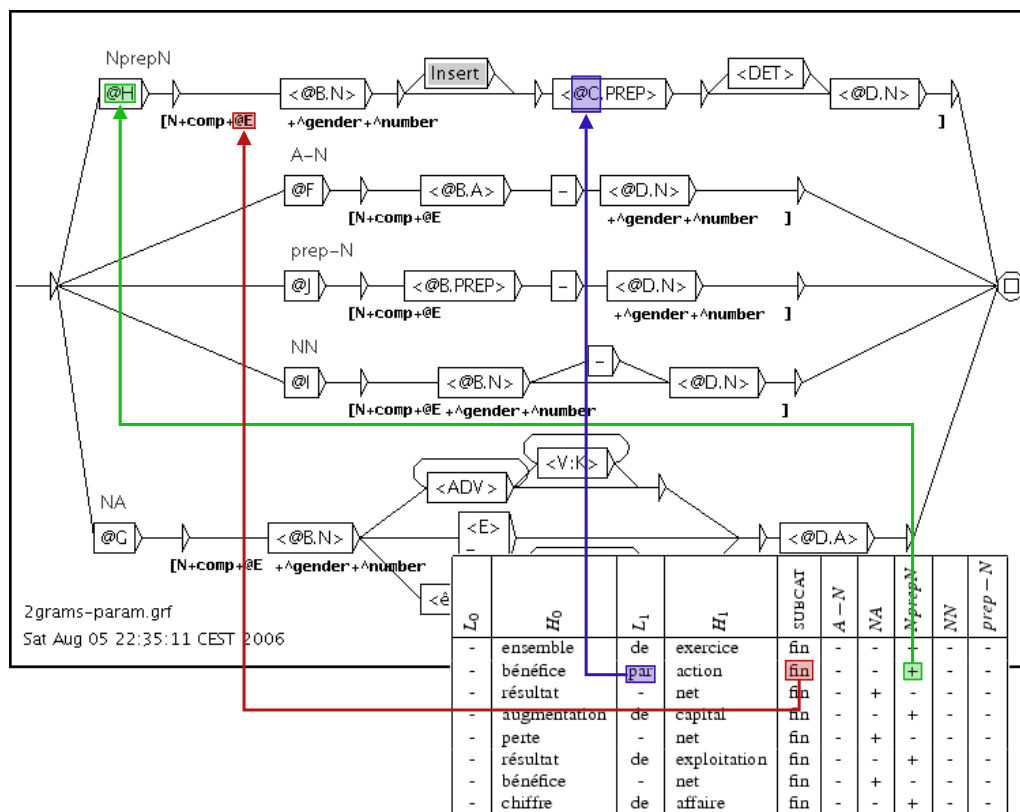 NprepN
@H <@B.N> Insert <@C.PREP> <DET> <@D.N>
[N+comp+@E +^gender+^number ]
A-N
@F <@B.A> - <@D.N>
[N+comp+@E +^gender+^number ]
prep-N
@J <@B.PREP> - <@D.N>
[N+comp+@E +^gender+^number ]
NN
@I <@B.N> - <@D.N>
[N+comp+@E +^gender+^number ]
<V:K>
<ADV>
NA
@G <@B.N> <E> <@D.A>
-
[N+comp+@E +^gender+^number
<ê
2grams-param.grf
Sat Aug 05 22:35:11 CEST 2006
L0 H0 L1 H1 SUBCAT A-N NA NprepN NN prep-N
- ensemble de exercice fin - - + - -
- bénéfice par action fin - - + - -
- résultat - net fin - + - - -
- augmentation de capital fin - - + - -
- perte - net fin - + - - -
- résultat de exploitation fin - - + - -
- bénéfice - net fin - + - - -
- chiffre de affaire fin - - + - -